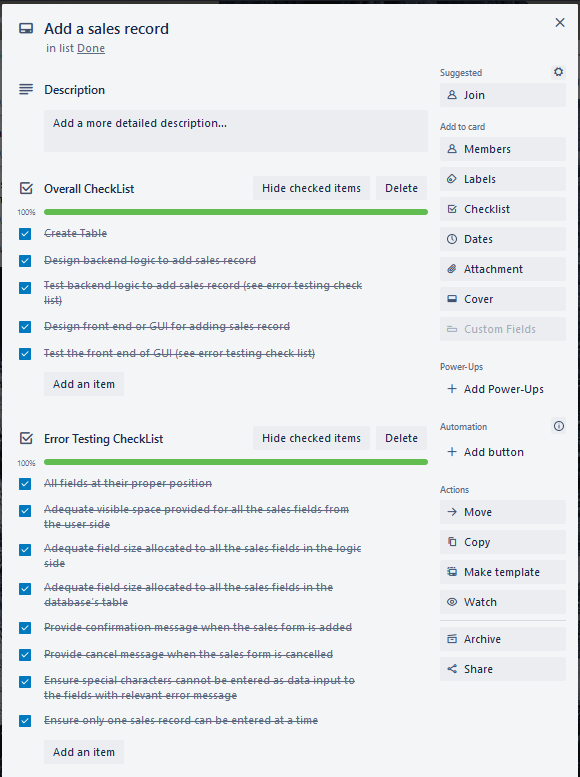 Add a sales record
in list Done
Description
Add a more detailed description...
Overall CheckList
Hide checked items
Delete
100%
Create Table
Design backend logic to add sales record
Test backend logic to add sales record (see error testing check
list)
Design front end or GUI for adding sales record
Test the front end of GUI (see error testing check list)
Add an item
Error Testing CheckList
Hide checked items
Delete
100%
All fields at their proper position
Adequate visible space provided for all the sales fields from
the user side
Adequate field size allocated to all the sales fields in the logic
side
Adequate field size allocated to all the sales fields in the
database's table
Provide confirmation message when the sales form is added
Provide cancel message when the sales form is cancelled
Ensure special characters cannot be entered as data input to
the fields with relevant error message
Ensure only one sales record can be entered at a time
Add an item
Suggested
Join
Add to card
Members
Labels
Checklist
Dates
Attachment
Cover
Custom Fields
Power-Ups
+ Add Power-Ups
Automation
+ Add button
Actions
Move
Copy
Make template
Watch
Archive
Share